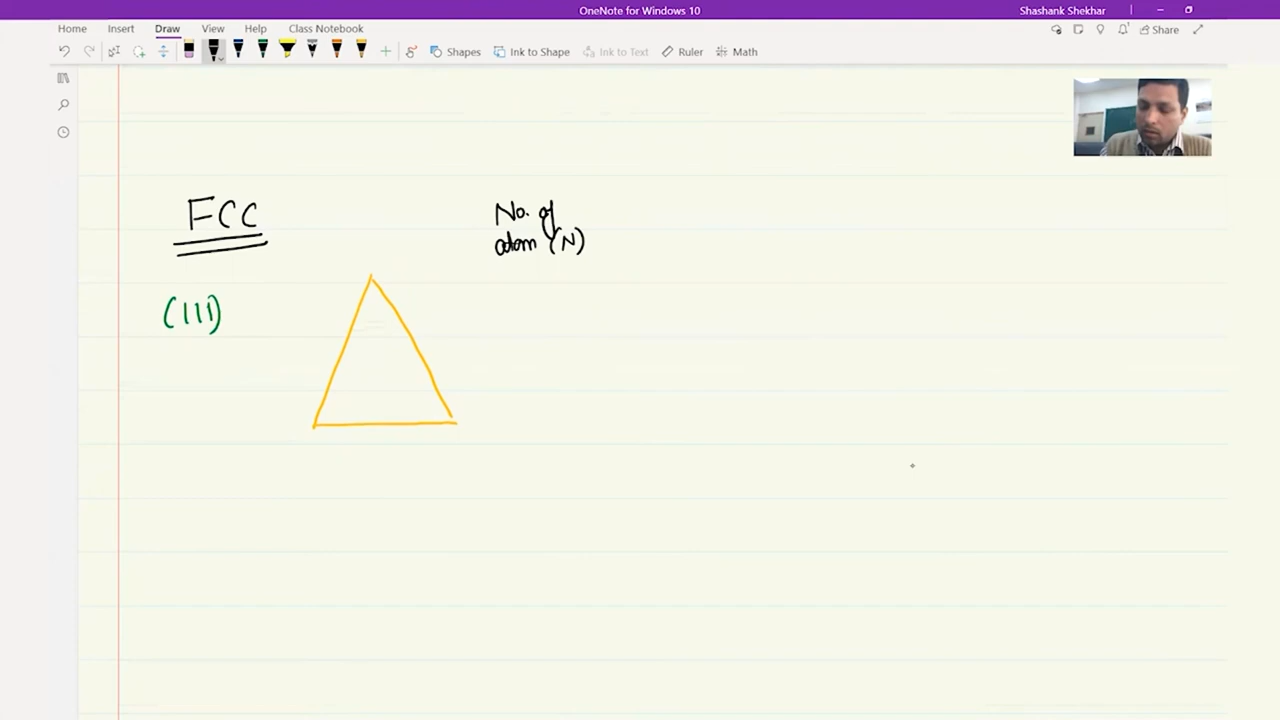 OneNote for Windows 10
Shashank Shekhar
Home Insert Draw View Help Class Notebook
Shapes Ink to Shape Ink to Text Ruler Math
Share
FCC
No. of
atom (N)
(111)